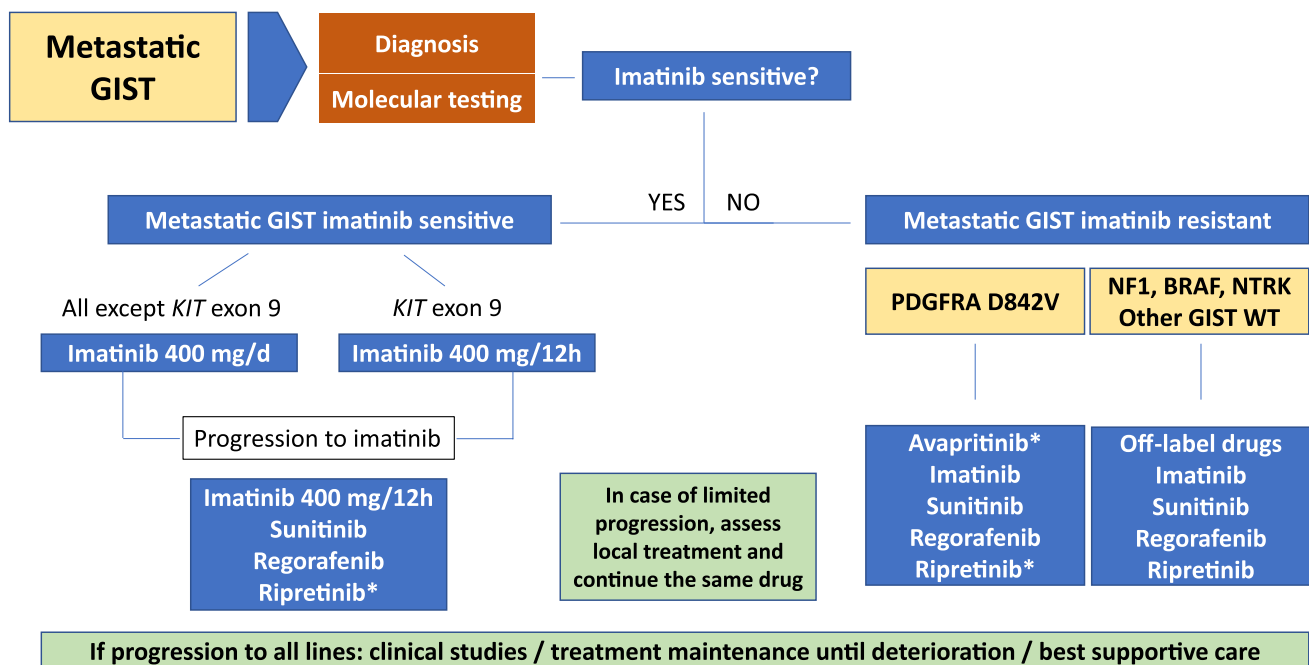 Metastatic
GIST
Diagnosis
Molecular testing
Imatinib sensitive?
YES
NO
Metastatic GIST imatinib sensitive
Metastatic GIST imatinib resistant
All except KIT exon 9
KIT exon 9
Imatinib 400 mg/d
Imatinib 400 mg/12h
PDGFRA D842V
NF1, BRAF, NTRK
Other GIST WT
Progression to imatinib
Imatinib 400 mg/12h
Sunitinib
Regorafenib
Ripretinib*
In case of limited
progression, assess
local treatment and
continue the same drug
Avapritinib*
Imatinib
Sunitinib
Regorafenib
Ripretinib*
Off-label drugs
Imatinib
Sunitinib
Regorafenib
Ripretinib
If progression to all lines: clinical studies / treatment maintenance until deterioration / best supportive care